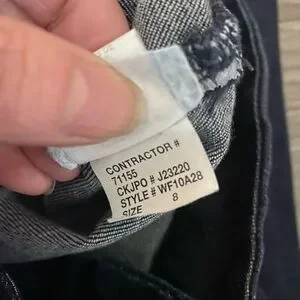 CONTRACTOR #
71155
CKJPO # J23220
STYLE # WF10A28
SIZE 8